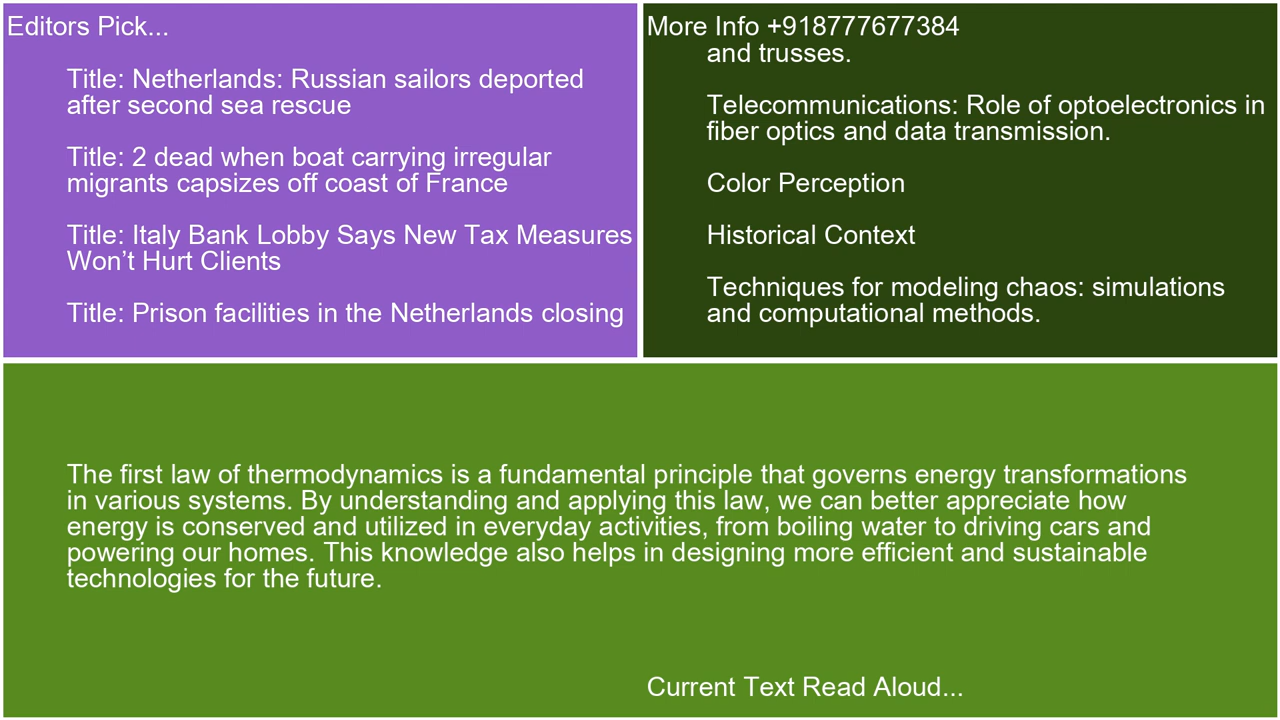 Editors Pick...
Title: Netherlands: Russian sailors deported
after second sea rescue
Title: 2 dead when boat carrying irregular
migrants capsizes off coast of France
Title: Italy Bank Lobby Says New Tax Measures
Won’t Hurt Clients
Title: Prison facilities in the Netherlands closing
More Info +918777677384
and trusses.
Telecommunications: Role of optoelectronics in
fiber optics and data transmission.
Color Perception
Historical Context
Techniques for modeling chaos: simulations
and computational methods.
The first law of thermodynamics is a fundamental principle that governs energy transformations
in various systems. By understanding and applying this law, we can better appreciate how
energy is conserved and utilized in everyday activities, from boiling water to driving cars and
powering our homes. This knowledge also helps in designing more efficient and sustainable
technologies for the future.
Current Text Read Aloud...